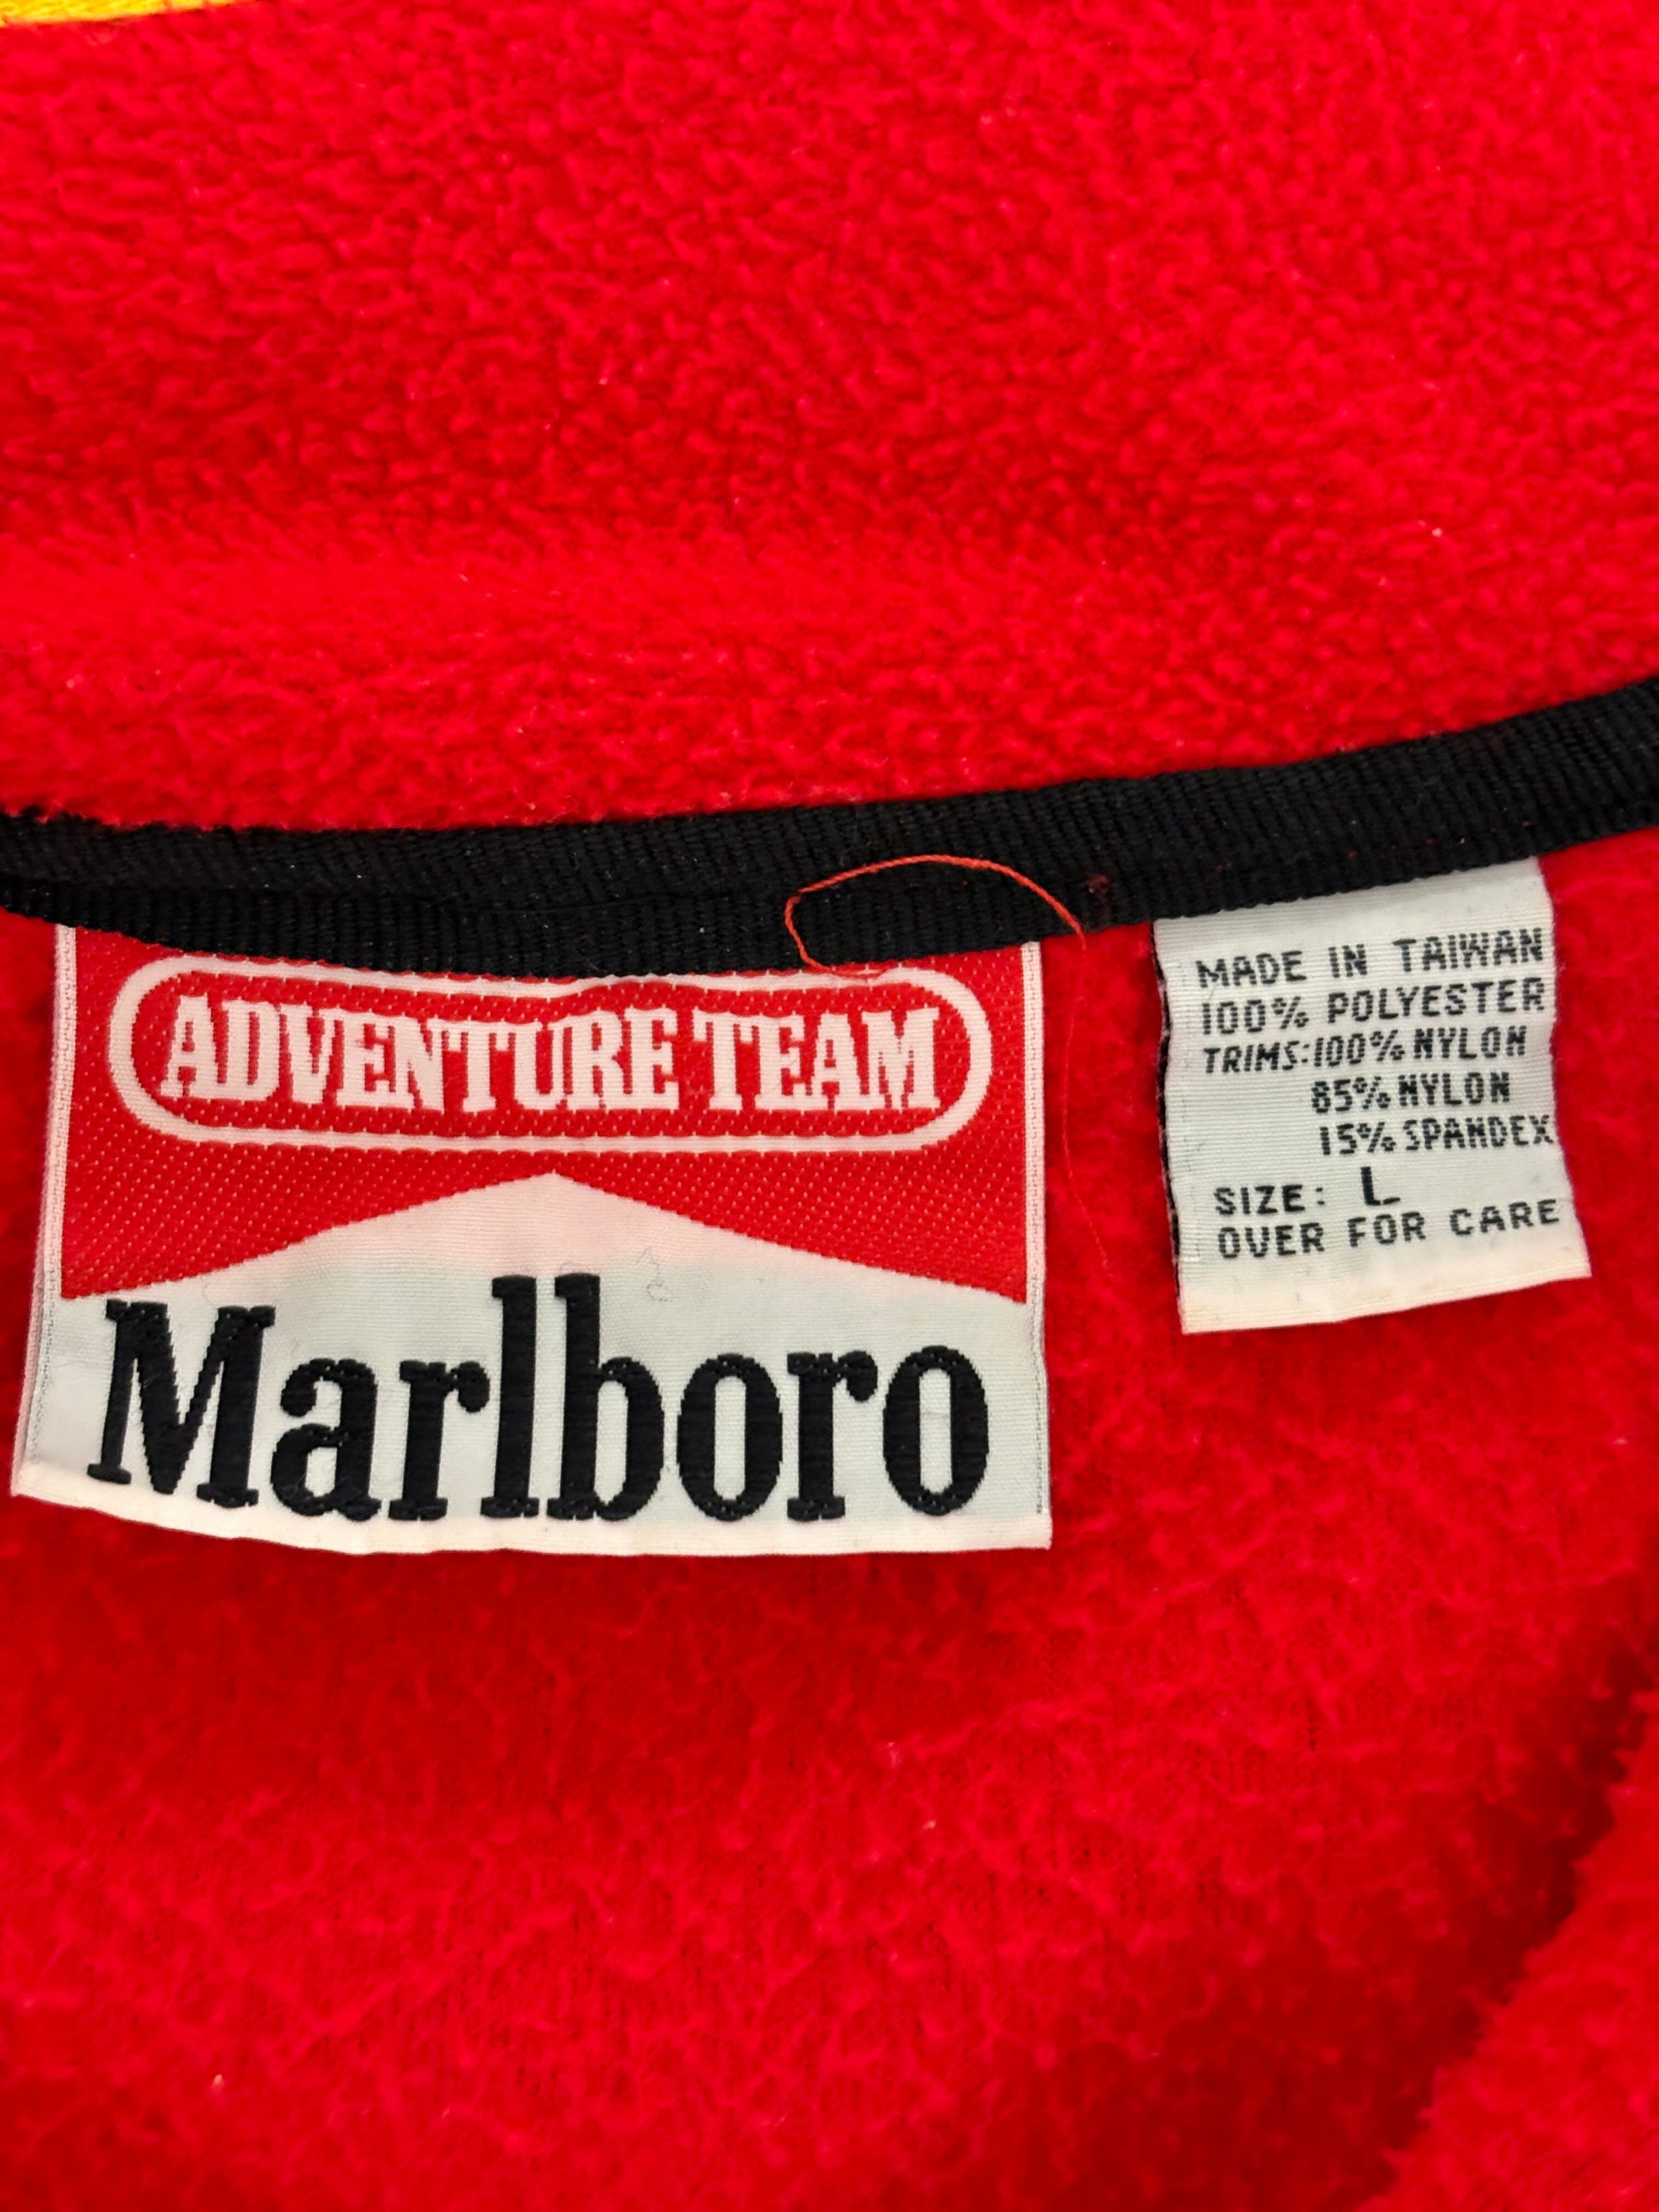 ADVENTURE TEAM
Marlboro
MADE IN TAIWAN
100% POLYESTER
TRIMS:100% NYLON
85% NYLON
15% SPANDEX
SIZE: L
OVER FOR CARE